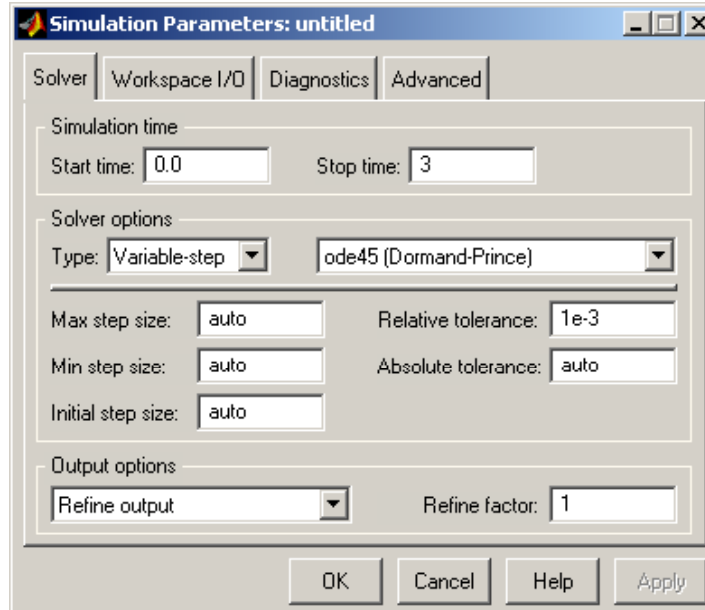 Simulation Parameters: untitled
Solver Workspace I/O Diagnostics Advanced
Simulation time
Start time: 0.0 Stop time: 3
Solver options
Type: Variable-step ode45 (Dormand-Prince)
Max step size: auto Relative tolerance: 1e-3
Min step size: auto Absolute tolerance: auto
Initial step size: auto
Output options
Refine output Refine factor: 1
OK Cancel Help Apply